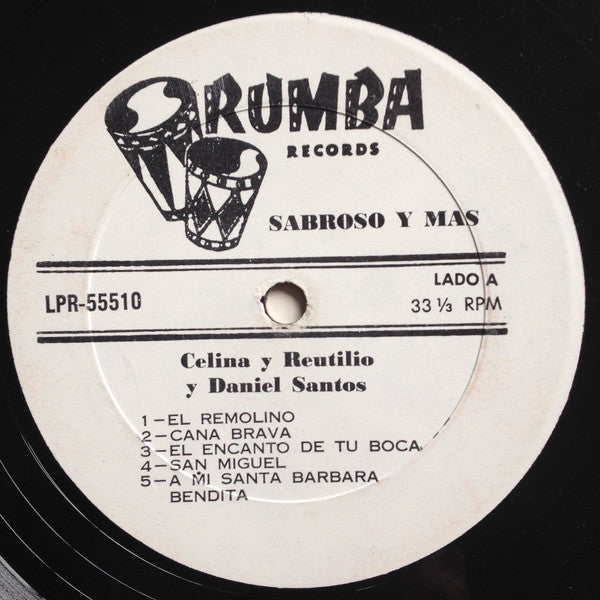 RUMBA
RECORDS
SABROSO Y MAS
LPR-55510
LADO A
33 ⅓ RPM
Celina y Reutilio
y Daniel Santos
1-EL REMOLINO
2-CANA BRAVA
3-EL ENCANTO DE TU BOCA
4-SAN MIGUEL
5-A MI SANTA BARBARA
BENDITA